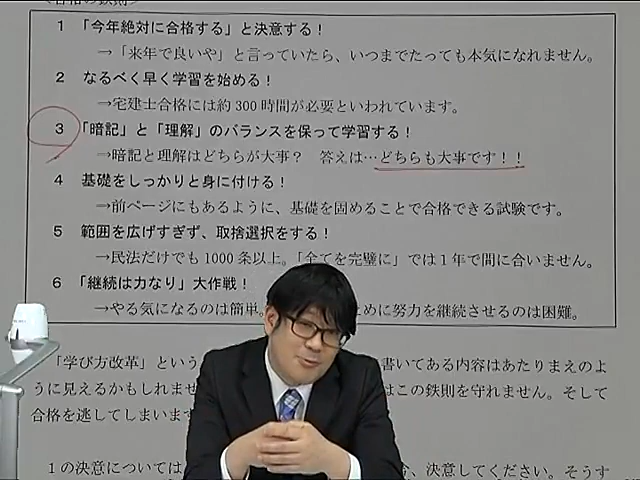 ＜合格の鉄則＞
1 「今年絶対に合格する」と決意する！
→「来年で良いや」と言っていたら、いつまでたっても本気になれません。
2 なるべく早く学習を始める！
→宅建士合格には約300時間が必要といわれています。
3 「暗記」と「理解」のバランスを保って学習する！
→暗記と理解はどちらが大事？ 答えは…どちらも大事です！！
4 基礎をしっかりと身に付ける！
→前ページにもあるように、基礎を固めることで合格できる試験です。
5 範囲を広げすぎず、取捨選択をする！
→民法だけでも1000条以上。「全てを完璧に」では1年で間に合いません。
6 「継続は力なり」大作戦！
→やる気になるのは簡単。 ために努力を継続させるのは困難。
「学び方改革」という 書いてある内容はあたりまえのよ
うに見えるかもしれませ はこの鉄則を守れません。そして
合格を逃してしまいます
1の決意については 、決意してください。そうす